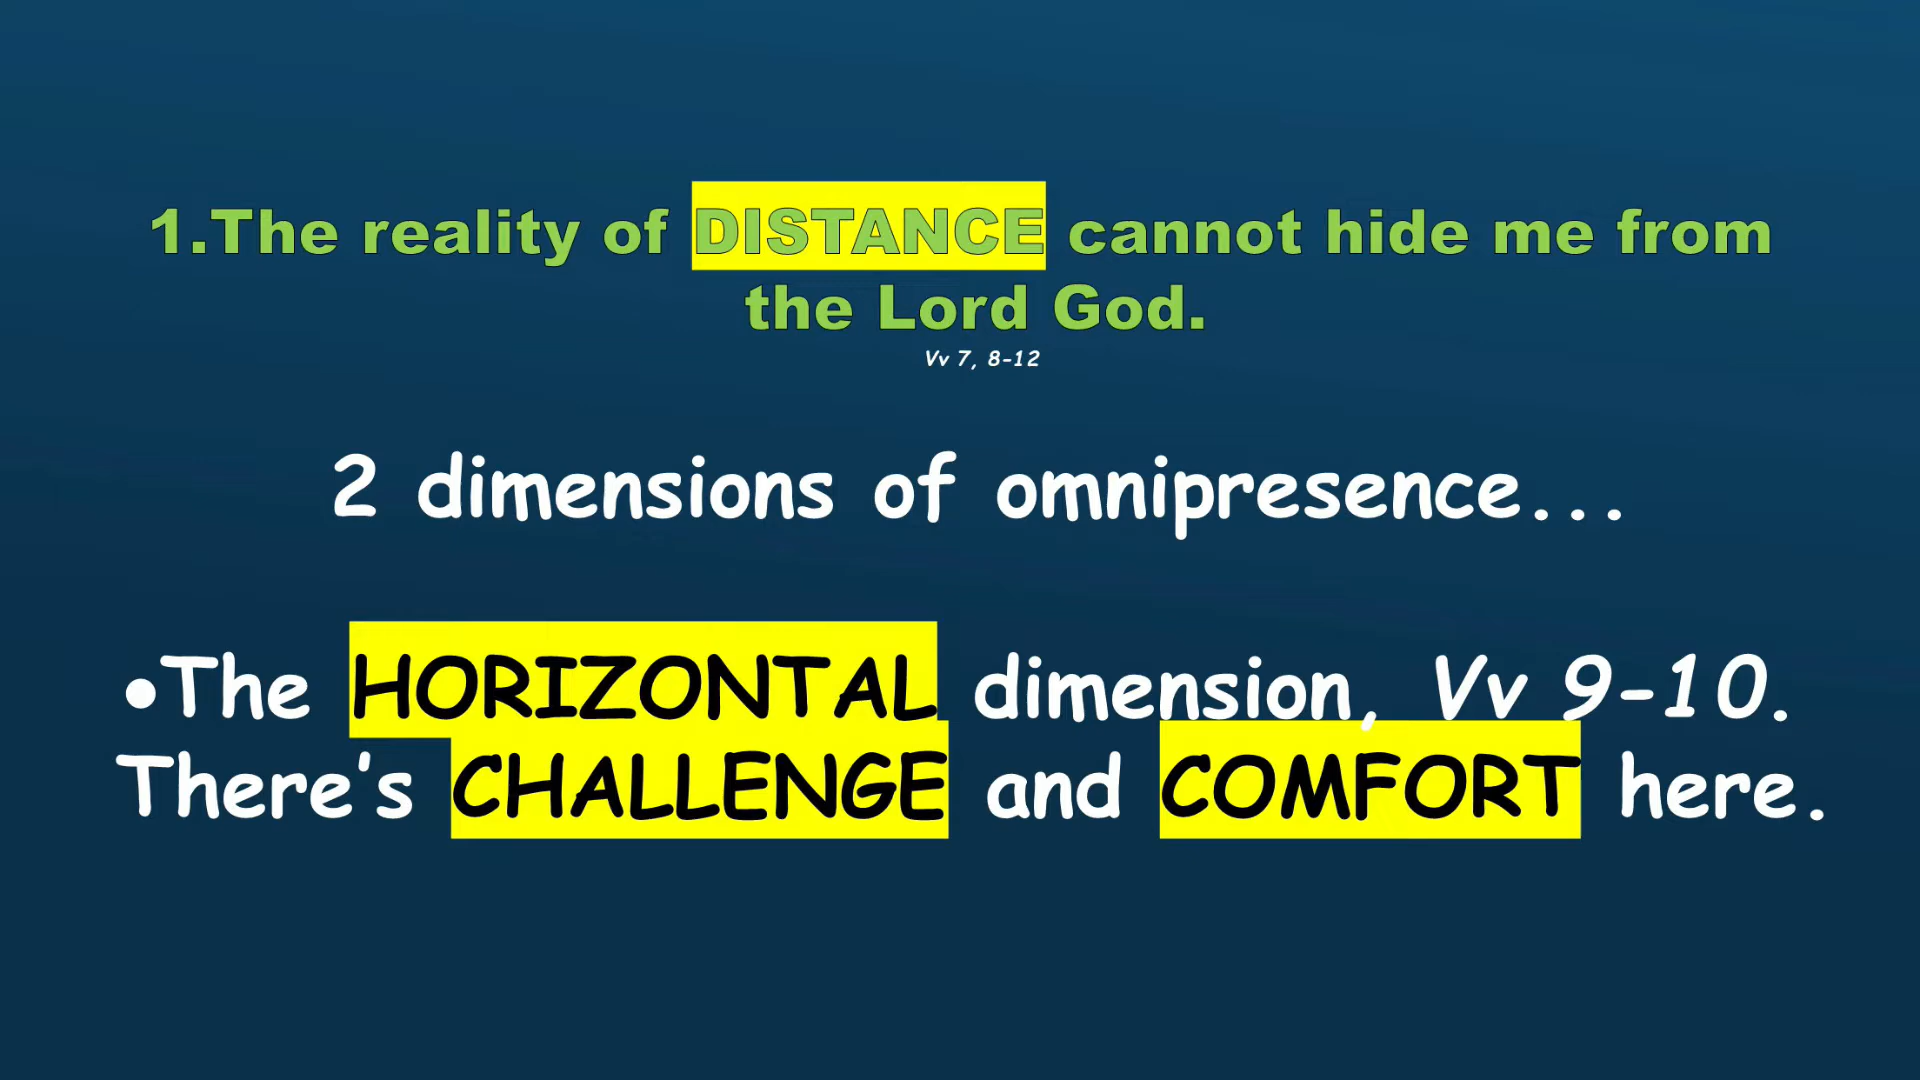 1.The reality of DISTANCE cannot hide me from
the Lord God.
Vv 7, 8-12
2 dimensions of omnipresence...
•The HORIZONTAL dimension, Vv 9-10.
There's CHALLENGE and COMFORT here.